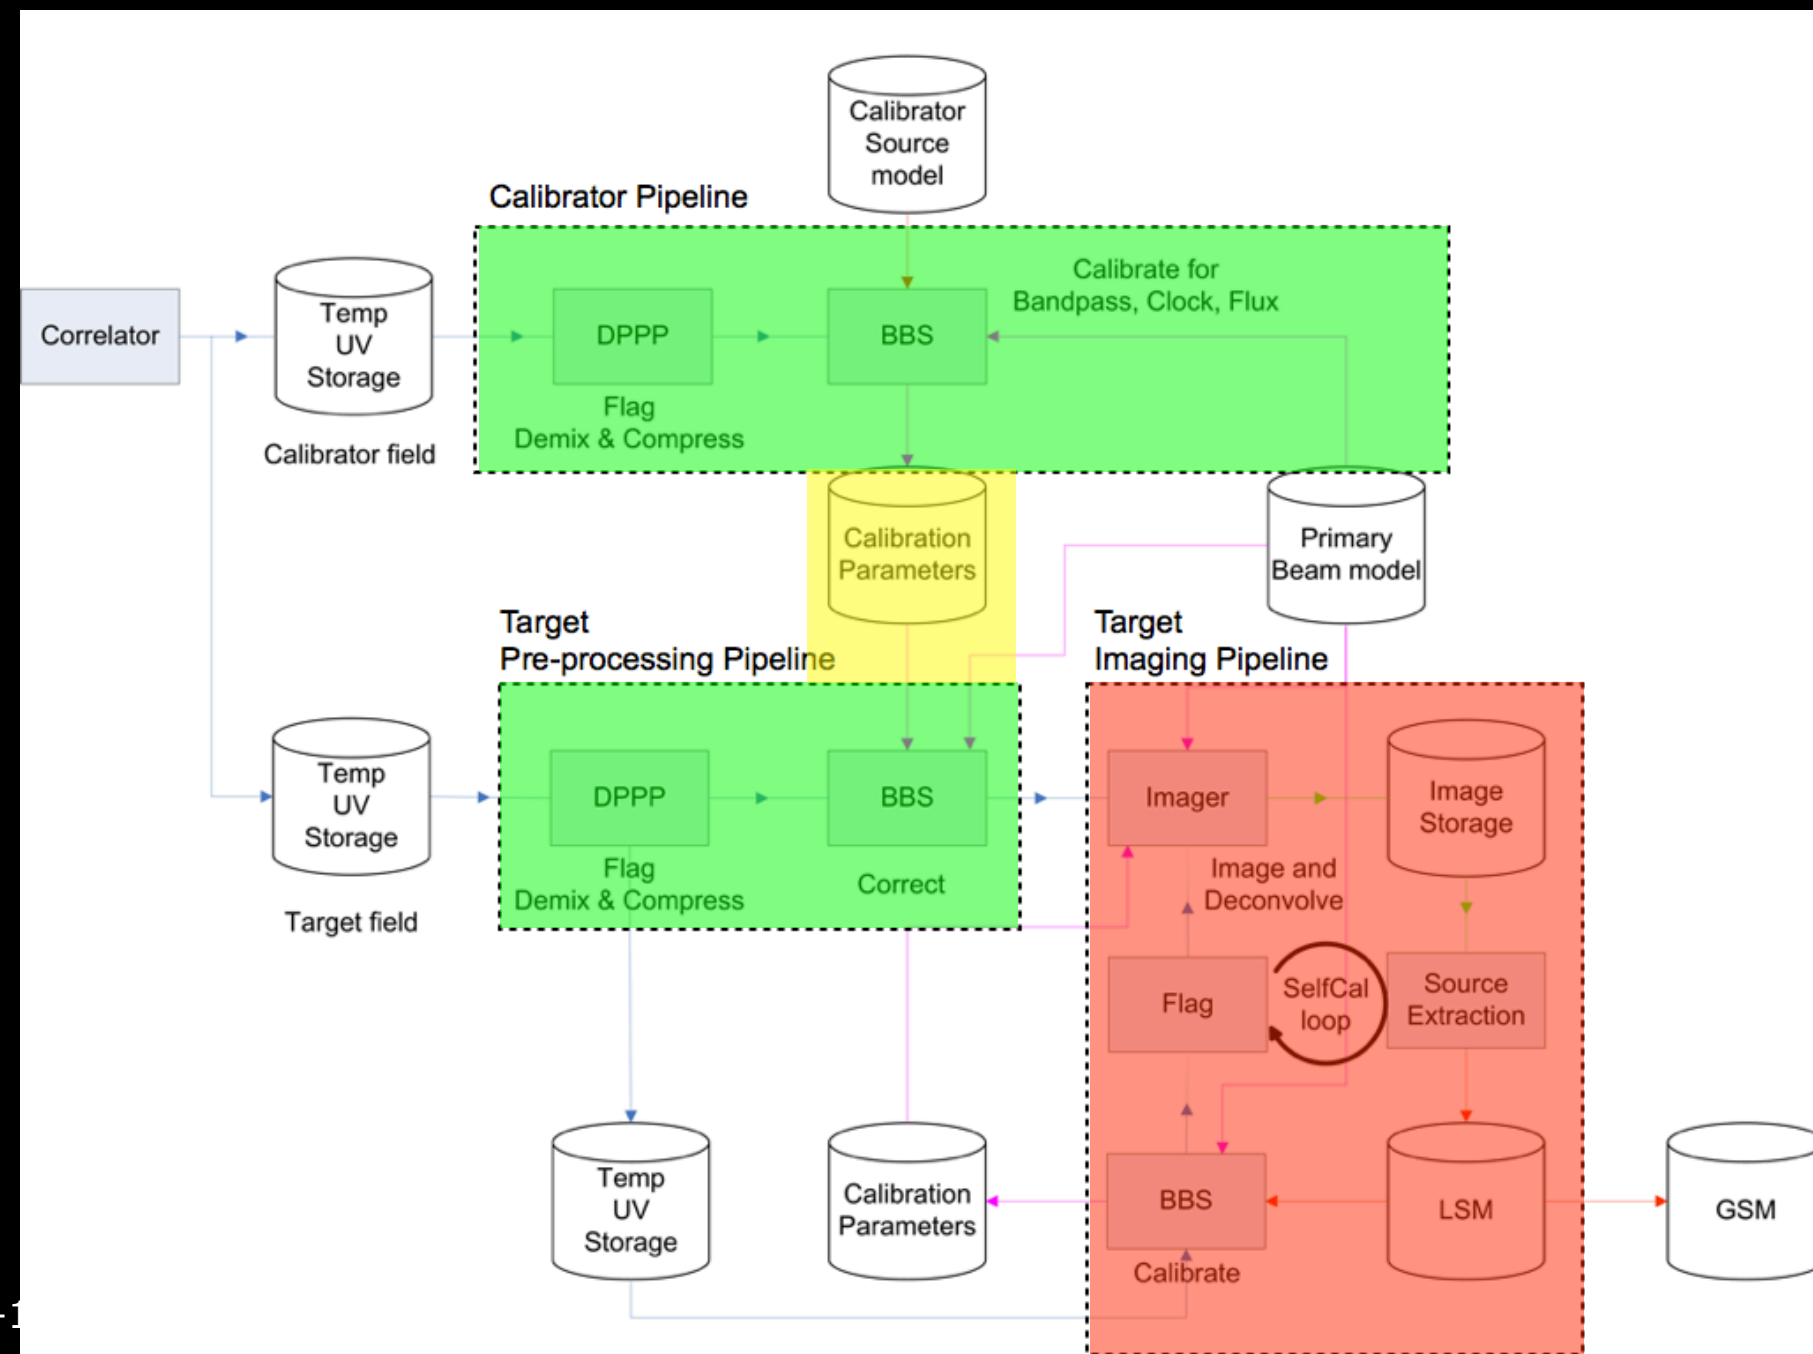 Calibrator
Source
model
Calibrator Pipeline
Calibrate for
Bandpass, Clock, Flux
Correlator
Temp
UV
Storage
DPPP
BBS
Flag
Demix & Compress
Calibrator field
Calibration
Parameters
Primary
Beam model
Target
Pre-processing Pipeline
Target
Imaging Pipeline
Temp
UV
Storage
DPPP
BBS
Imager
Image
Storage
Flag
Demix & Compress
Correct
Image and
Deconvolve
Target field
Flag
SelfCal
loop
Source
Extraction
Temp
UV
Storage
Calibration
Parameters
BBS
LSM
GSM
Calibrate